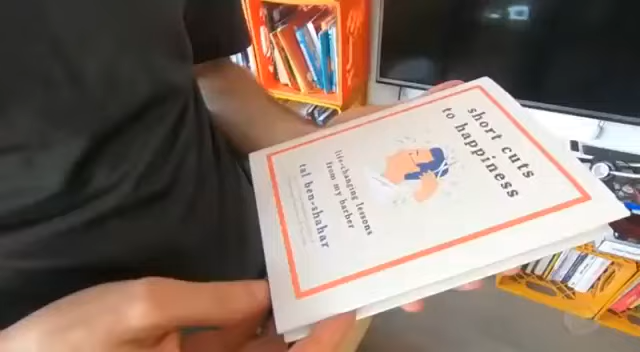 short cuts
to happiness
life-changing lessons
from my barber
tal ben-shahar